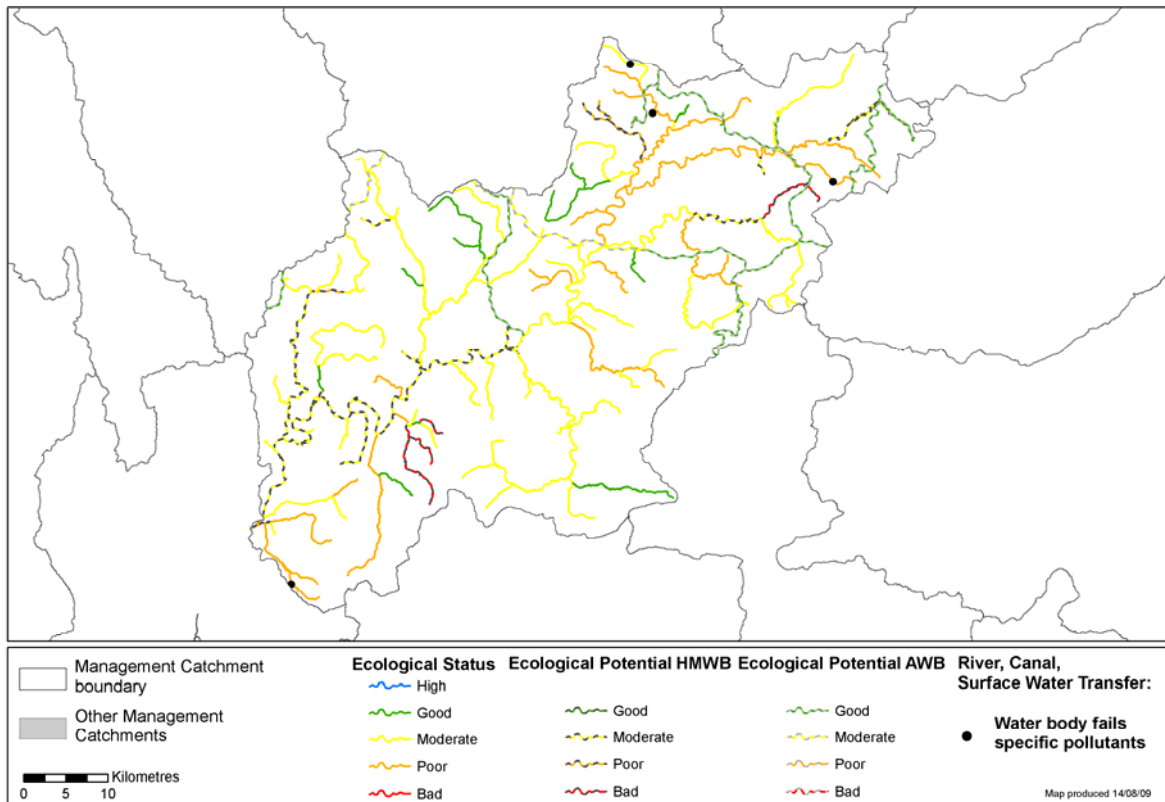 Management Catchment
boundary
Other Management
Catchments
Kilometres
0 5 10
Ecological Status
High
Good
Moderate
Poor
Bad
Ecological Potential HMWB
Good
Moderate
Poor
Bad
Ecological Potential AWB
Good
Moderate
Poor
Bad
River, Canal,
Surface Water Transfer:
Water body fails
specific pollutants
Map produced 14/08/09